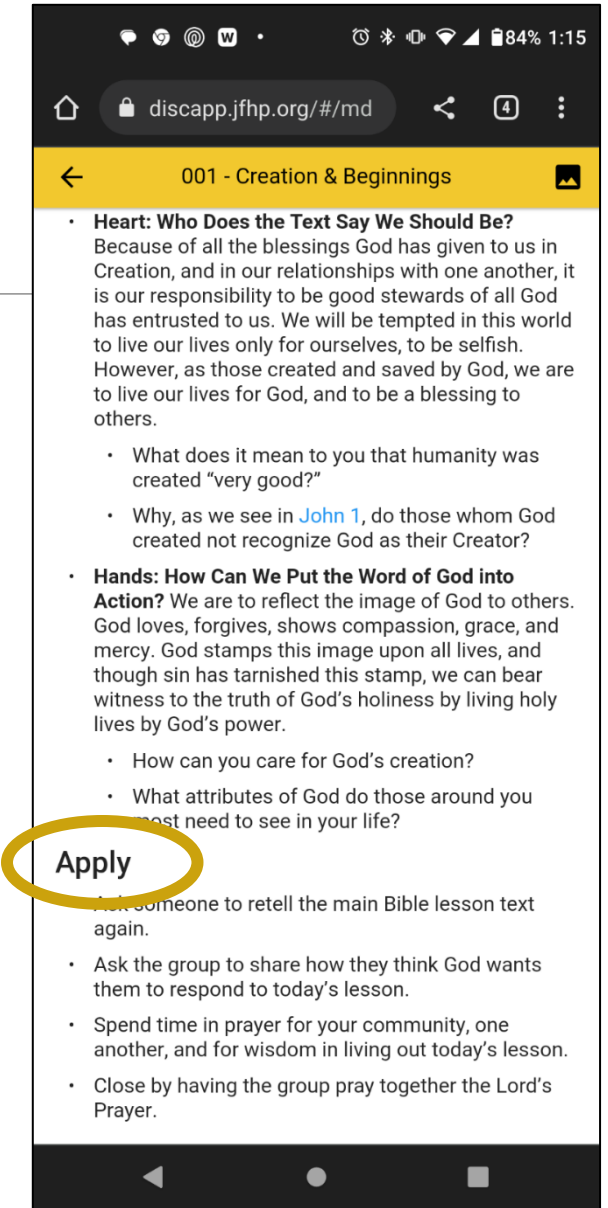 84% 1:15
discapp.jfhp.org/#/md
4
001 - Creation & Beginnings
• Heart: Who Does the Text Say We Should Be?
Because of all the blessings God has given to us in
Creation, and in our relationships with one another, it
is our responsibility to be good stewards of all God
has entrusted to us. We will be tempted in this world
to live our lives only for ourselves, to be selfish.
However, as those created and saved by God, we are
to live our lives for God, and to be a blessing to
others.
• What does it mean to you that humanity was
created “very good?”
• Why, as we see in John 1, do those whom God
created not recognize God as their Creator?
• Hands: How Can We Put the Word of God into
Action? We are to reflect the image of God to others.
God loves, forgives, shows compassion, grace, and
mercy. God stamps this image upon all lives, and
though sin has tarnished this stamp, we can bear
witness to the truth of God’s holiness by living holy
lives by God’s power.
• How can you care for God’s creation?
• What attributes of God do those around you
most need to see in your life?
Apply
Ask someone to retell the main Bible lesson text
again.
• Ask the group to share how they think God wants
them to respond to today’s lesson.
• Spend time in prayer for your community, one
another, and for wisdom in living out today’s lesson.
• Close by having the group pray together the Lord’s
Prayer.